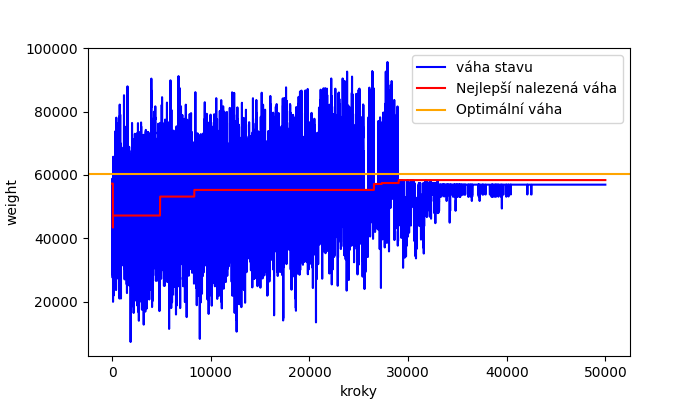 100000
80000
60000
40000
20000
weight
0
10000
20000
30000
40000
50000
kroky
váha stavu
Nejlepší nalezená váha
Optimální váha